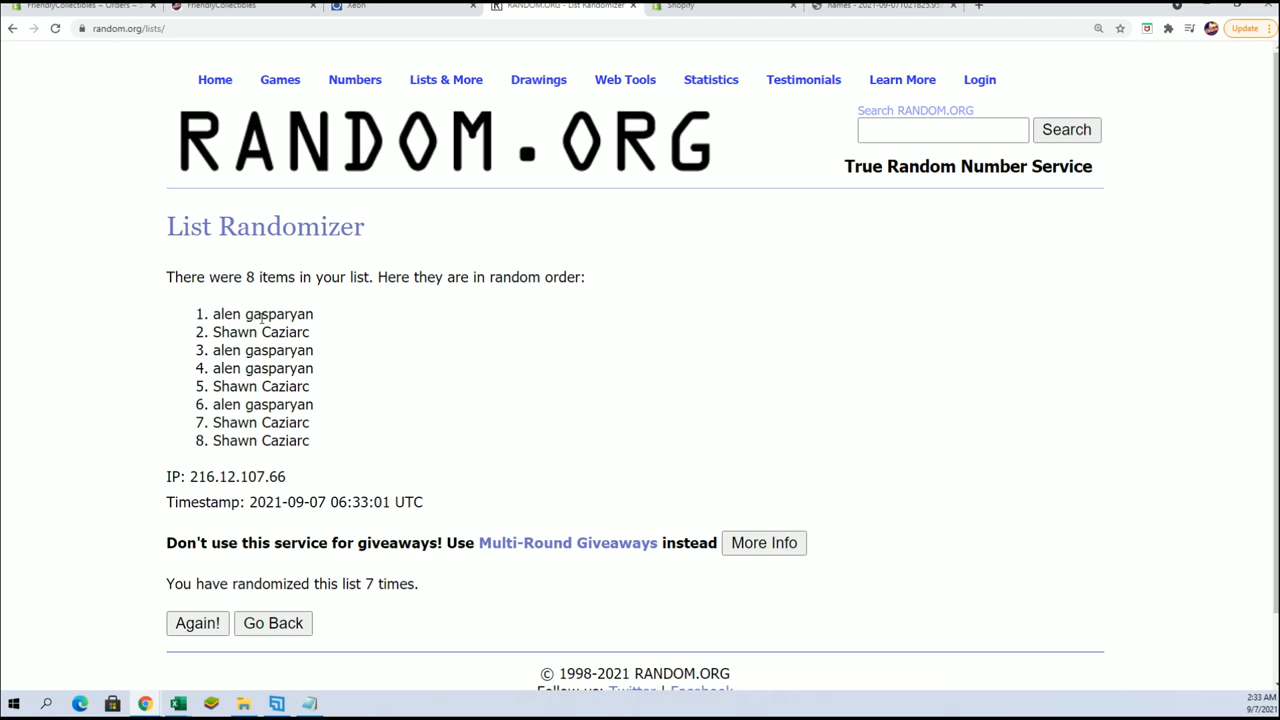 FriendlyCollectibles ~ Orders ~ S
FriendlyCollectibles
Xeon
RANDOM.ORG - List Randomizer
Shopify
names - 2021-09-07T021825.95
random.org/lists/
Update
Home Games Numbers Lists & More Drawings Web Tools Statistics Testimonials Learn More Login
RANDOM.ORG
Search RANDOM.ORG
Search
True Random Number Service
List Randomizer
There were 8 items in your list. Here they are in random order:
1. alen gasparyan
2. Shawn Caziarc
3. alen gasparyan
4. alen gasparyan
5. Shawn Caziarc
6. alen gasparyan
7. Shawn Caziarc
8. Shawn Caziarc
IP: 216.12.107.66
Timestamp: 2021-09-07 06:33:01 UTC
Don't use this service for giveaways! Use Multi-Round Giveaways instead More Info
You have randomized this list 7 times.
Again! Go Back
© 1998-2021 RANDOM.ORG
Follow us: Twitter | Facebook
2:33 AM
9/7/2021